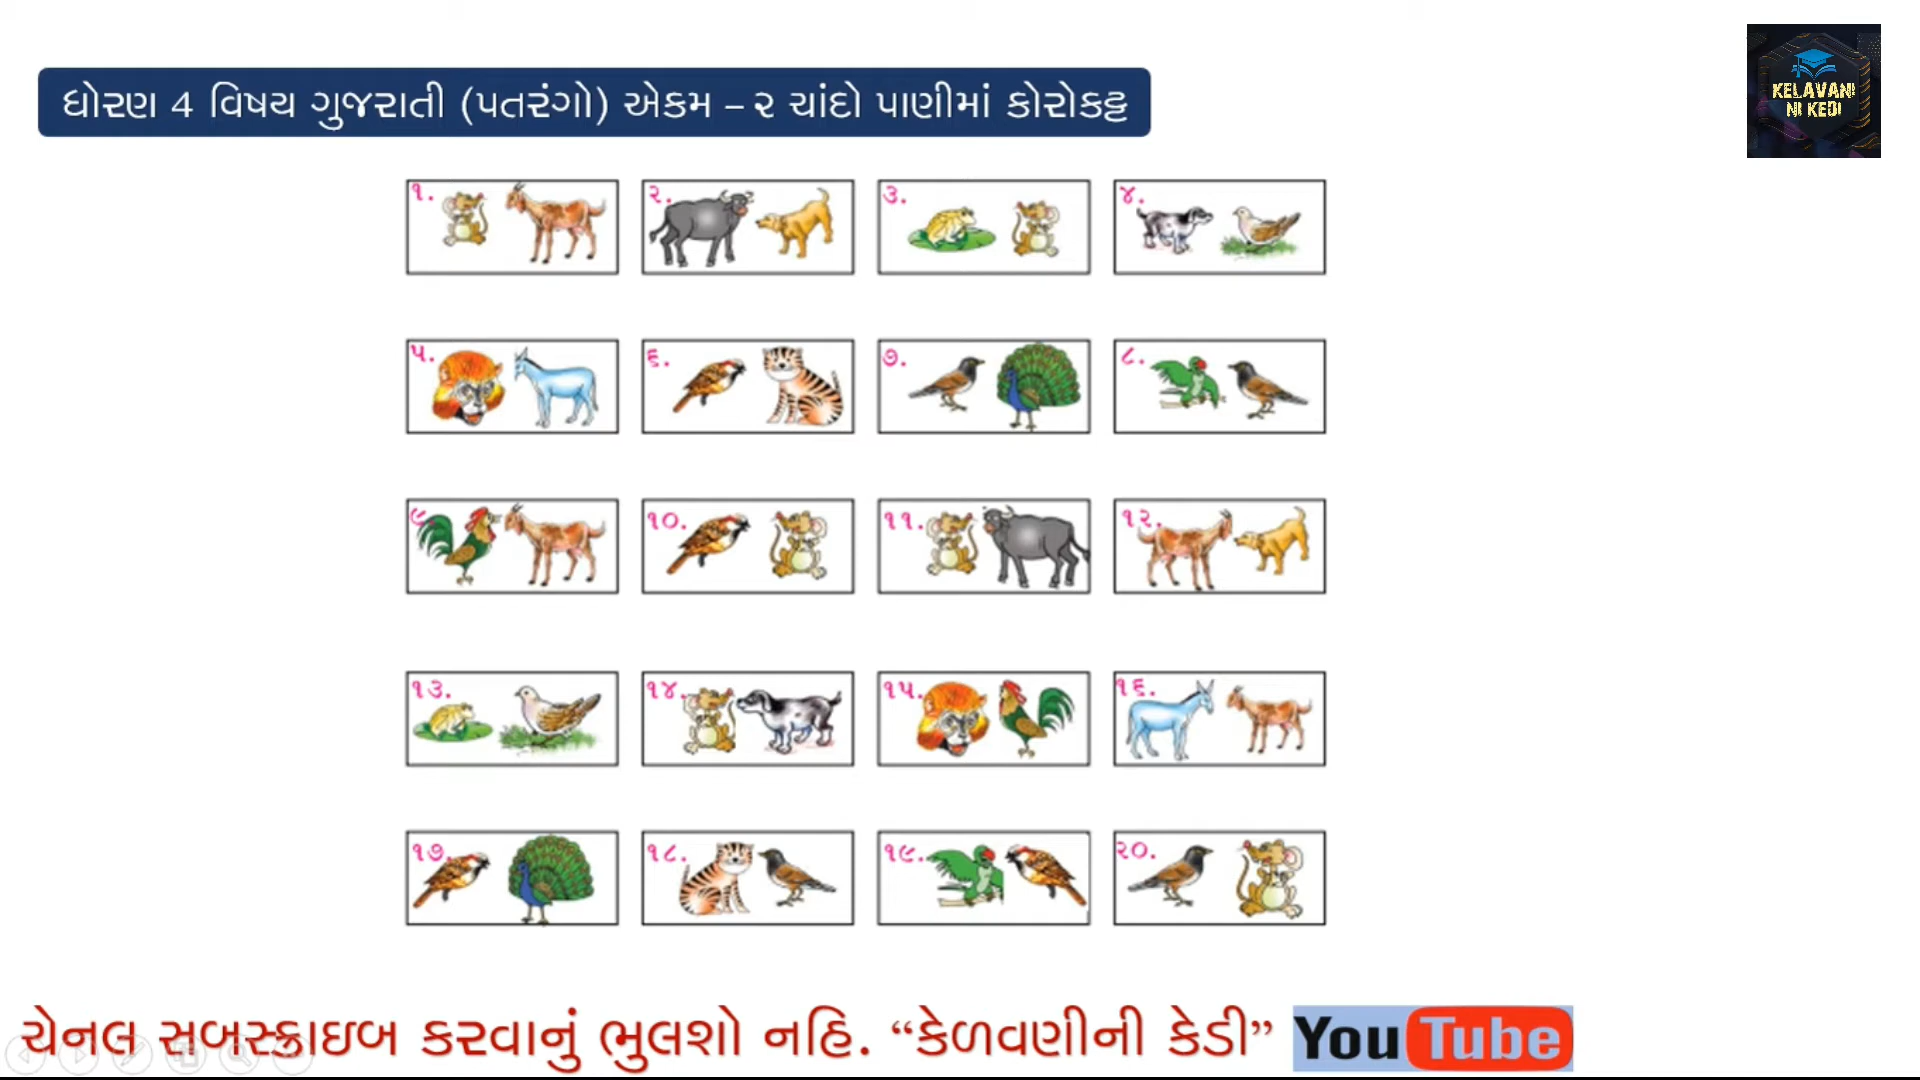 KELAVANI
NI KEDI
ધોરણ 4 વિષય ગુજરાતી (પતરંગો) એકમ – ૨ ચાંદો પાણીમાં કોરોકટ્ટ
૧. ૨. ૩. ૪.
૫. ૬. ૭. ૮.
૯. ૧૦. ૧૧. ૧૨.
૧૩. ૧૪. ૧૫. ૧૬.
૧૭. ૧૮. ૧૯. ૨૦.
ચેનલ સબસ્ક્રાઇબ કરવાનું ભુલશો નહિ. “કેળવણીની કેડી” YouTube